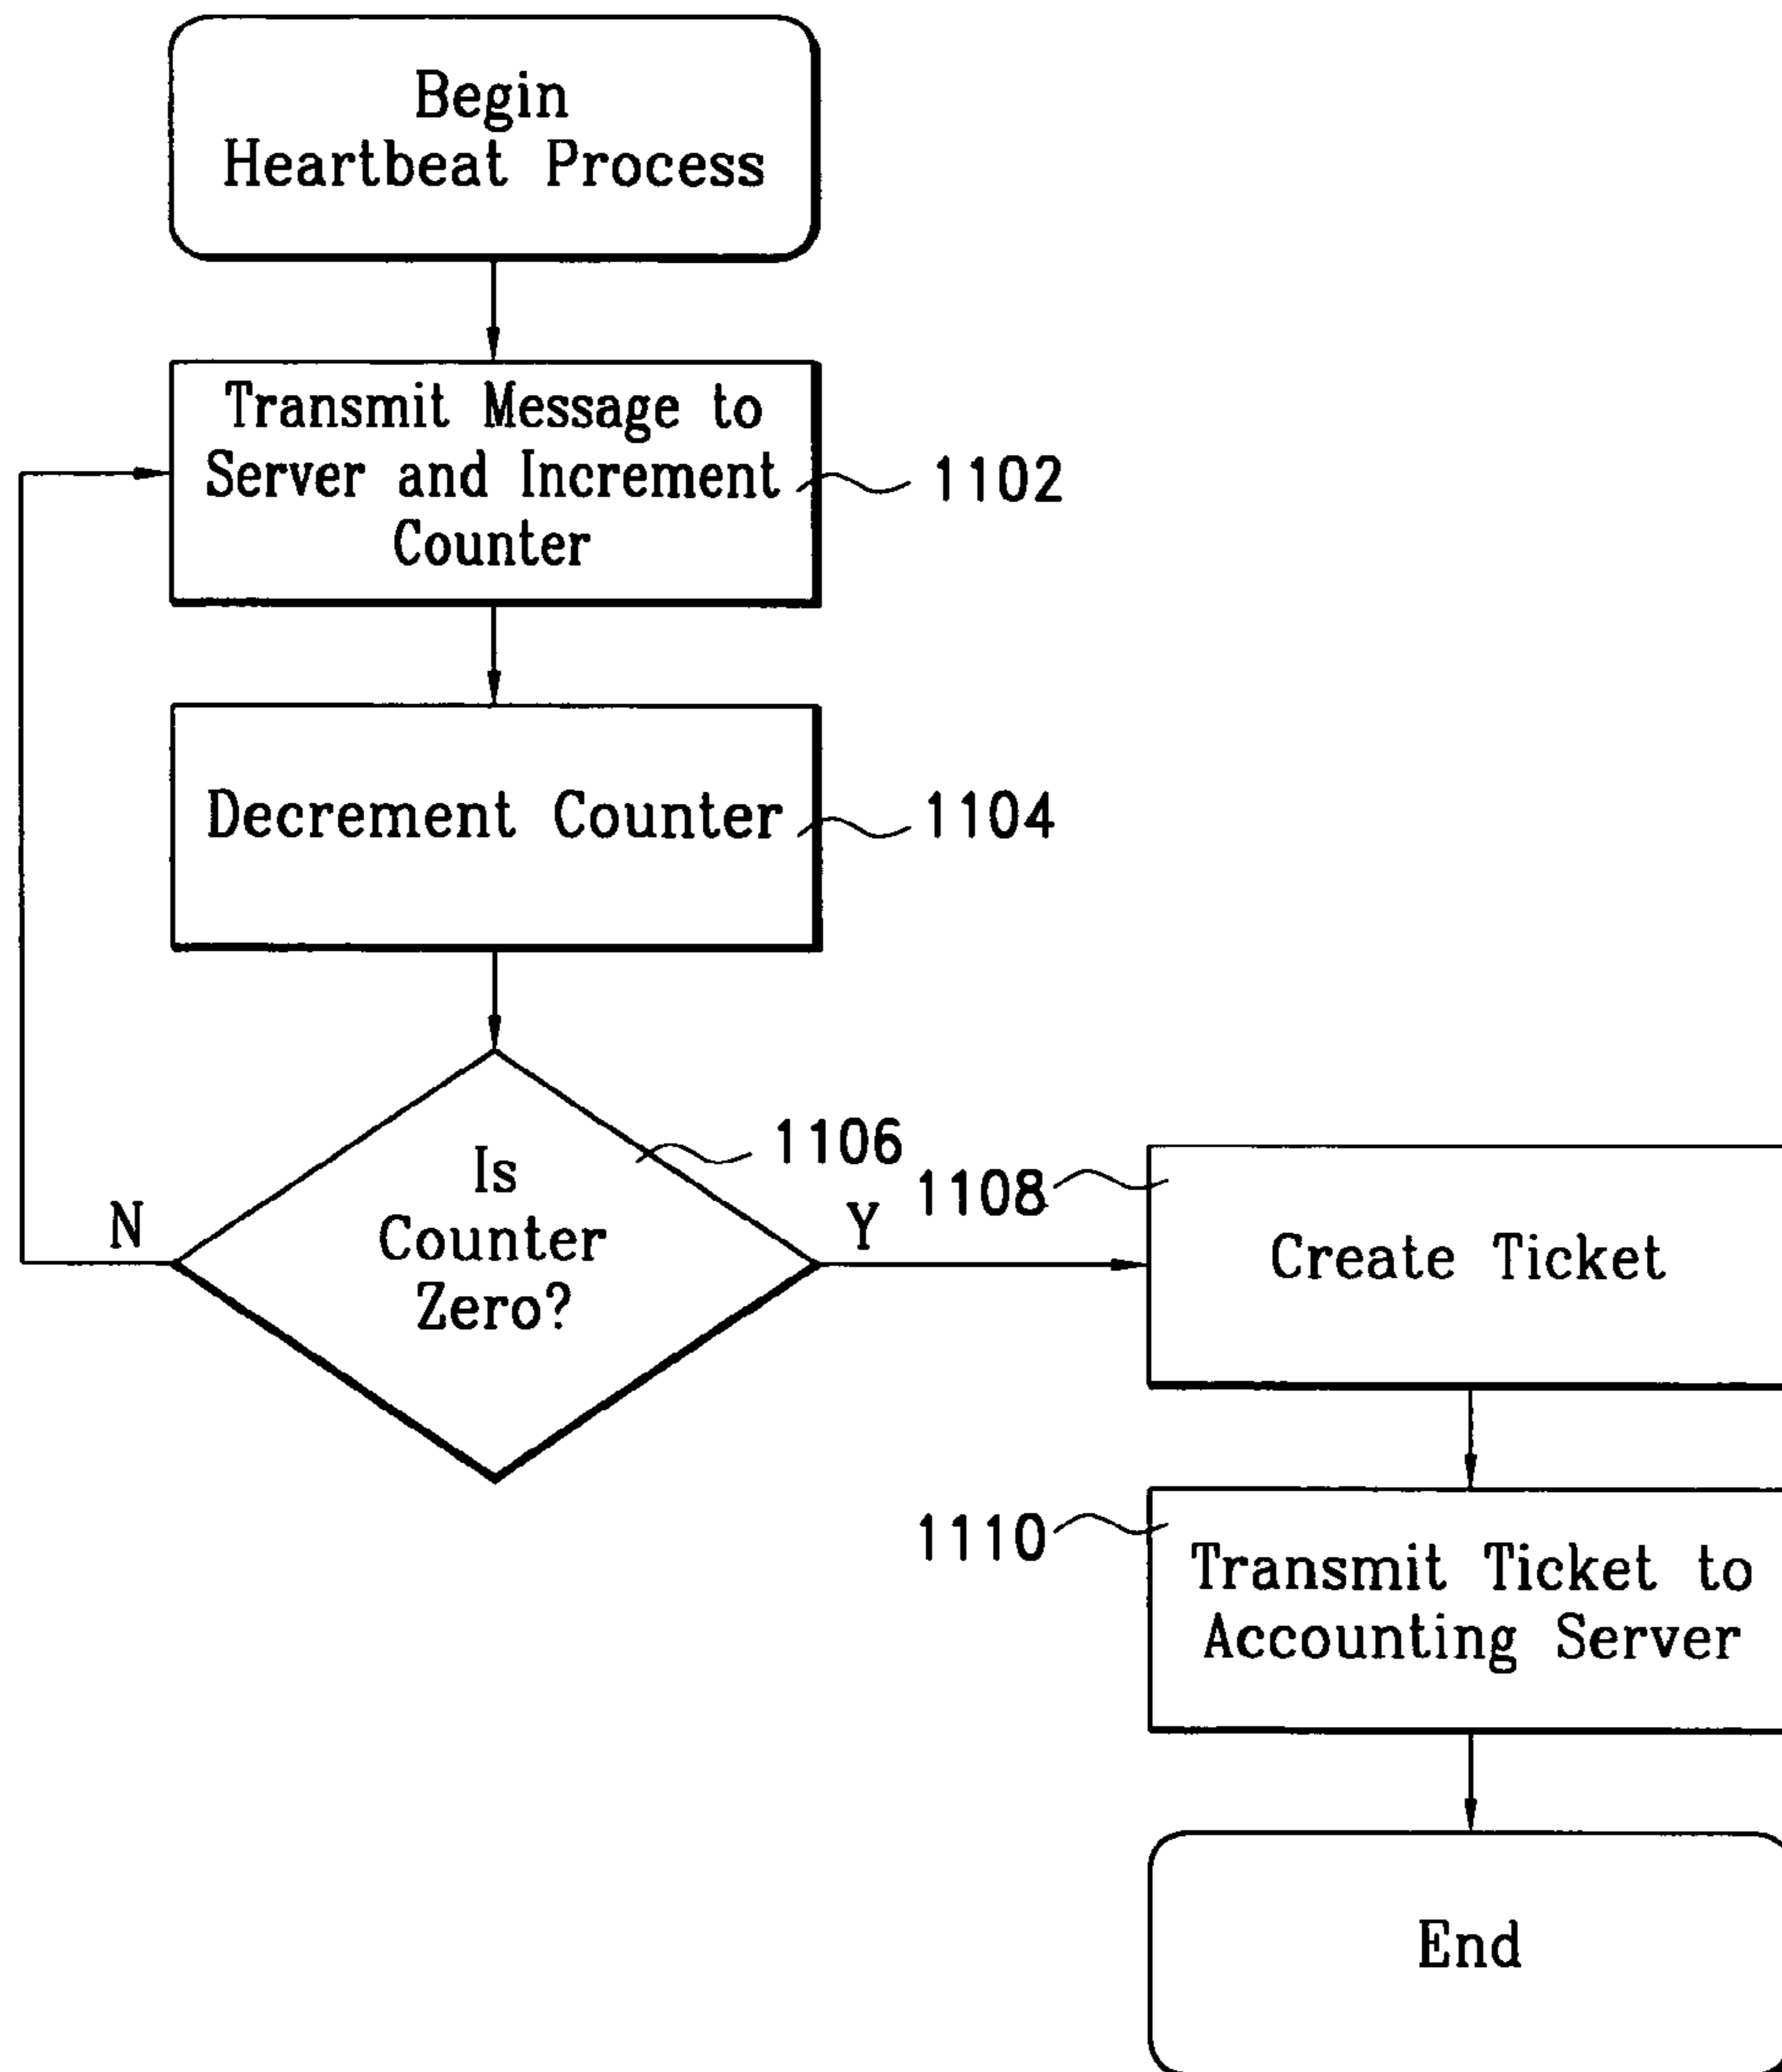 Begin
Heartbeat Process
Transmit Message to
Server and Increment
Counter
1102
Decrement Counter
1104
Is
Counter
Zero?
1106
N
Y
1108
Create Ticket
1110
Transmit Ticket to
Accounting Server
End